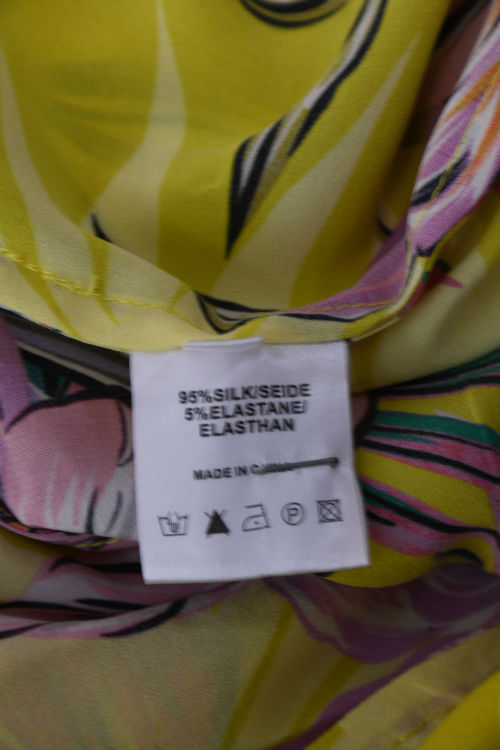 95%SILK/SEIDE
5%ELASTANE/
ELASTHAN
MADE IN
P